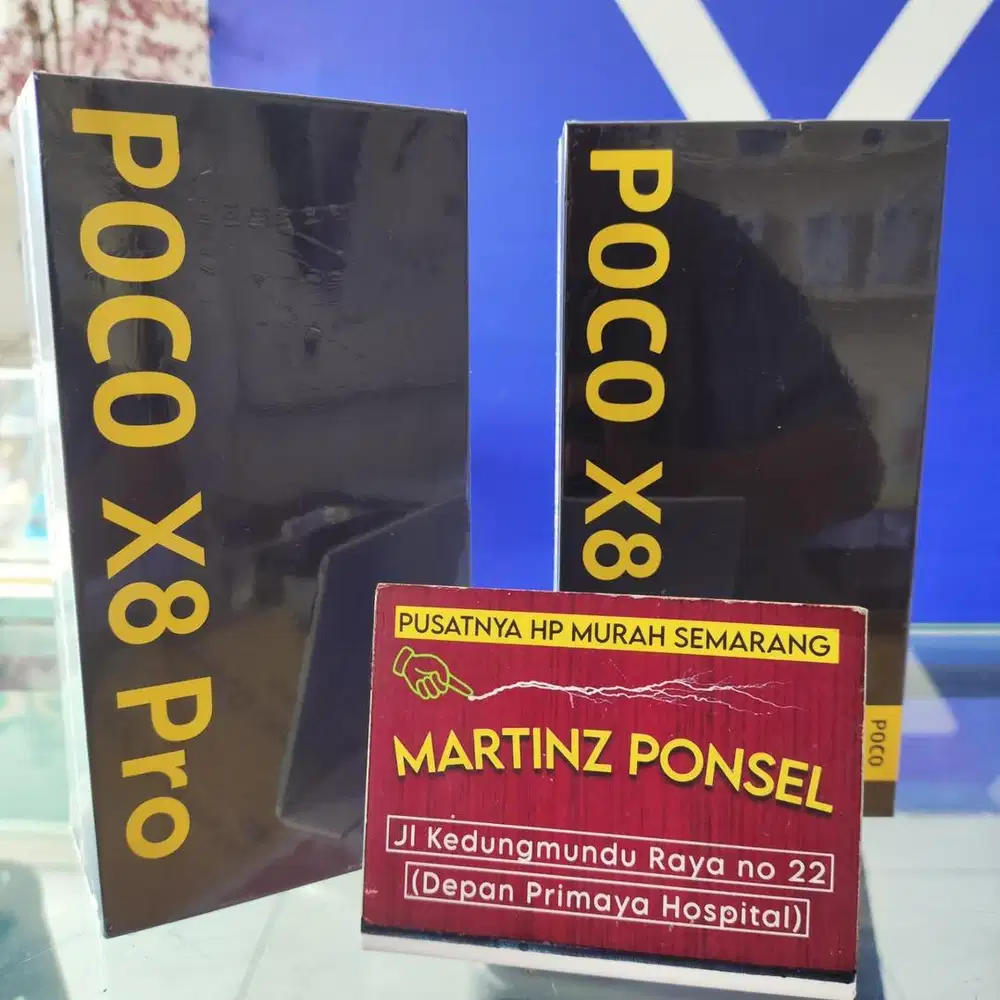 POCO X8 Pro
POCO X8
POCO
PUSATNYA HP MURAH SEMARANG
MARTINZ PONSEL
Jl Kedungmundu Raya no 22
(Depan Primaya Hospital)